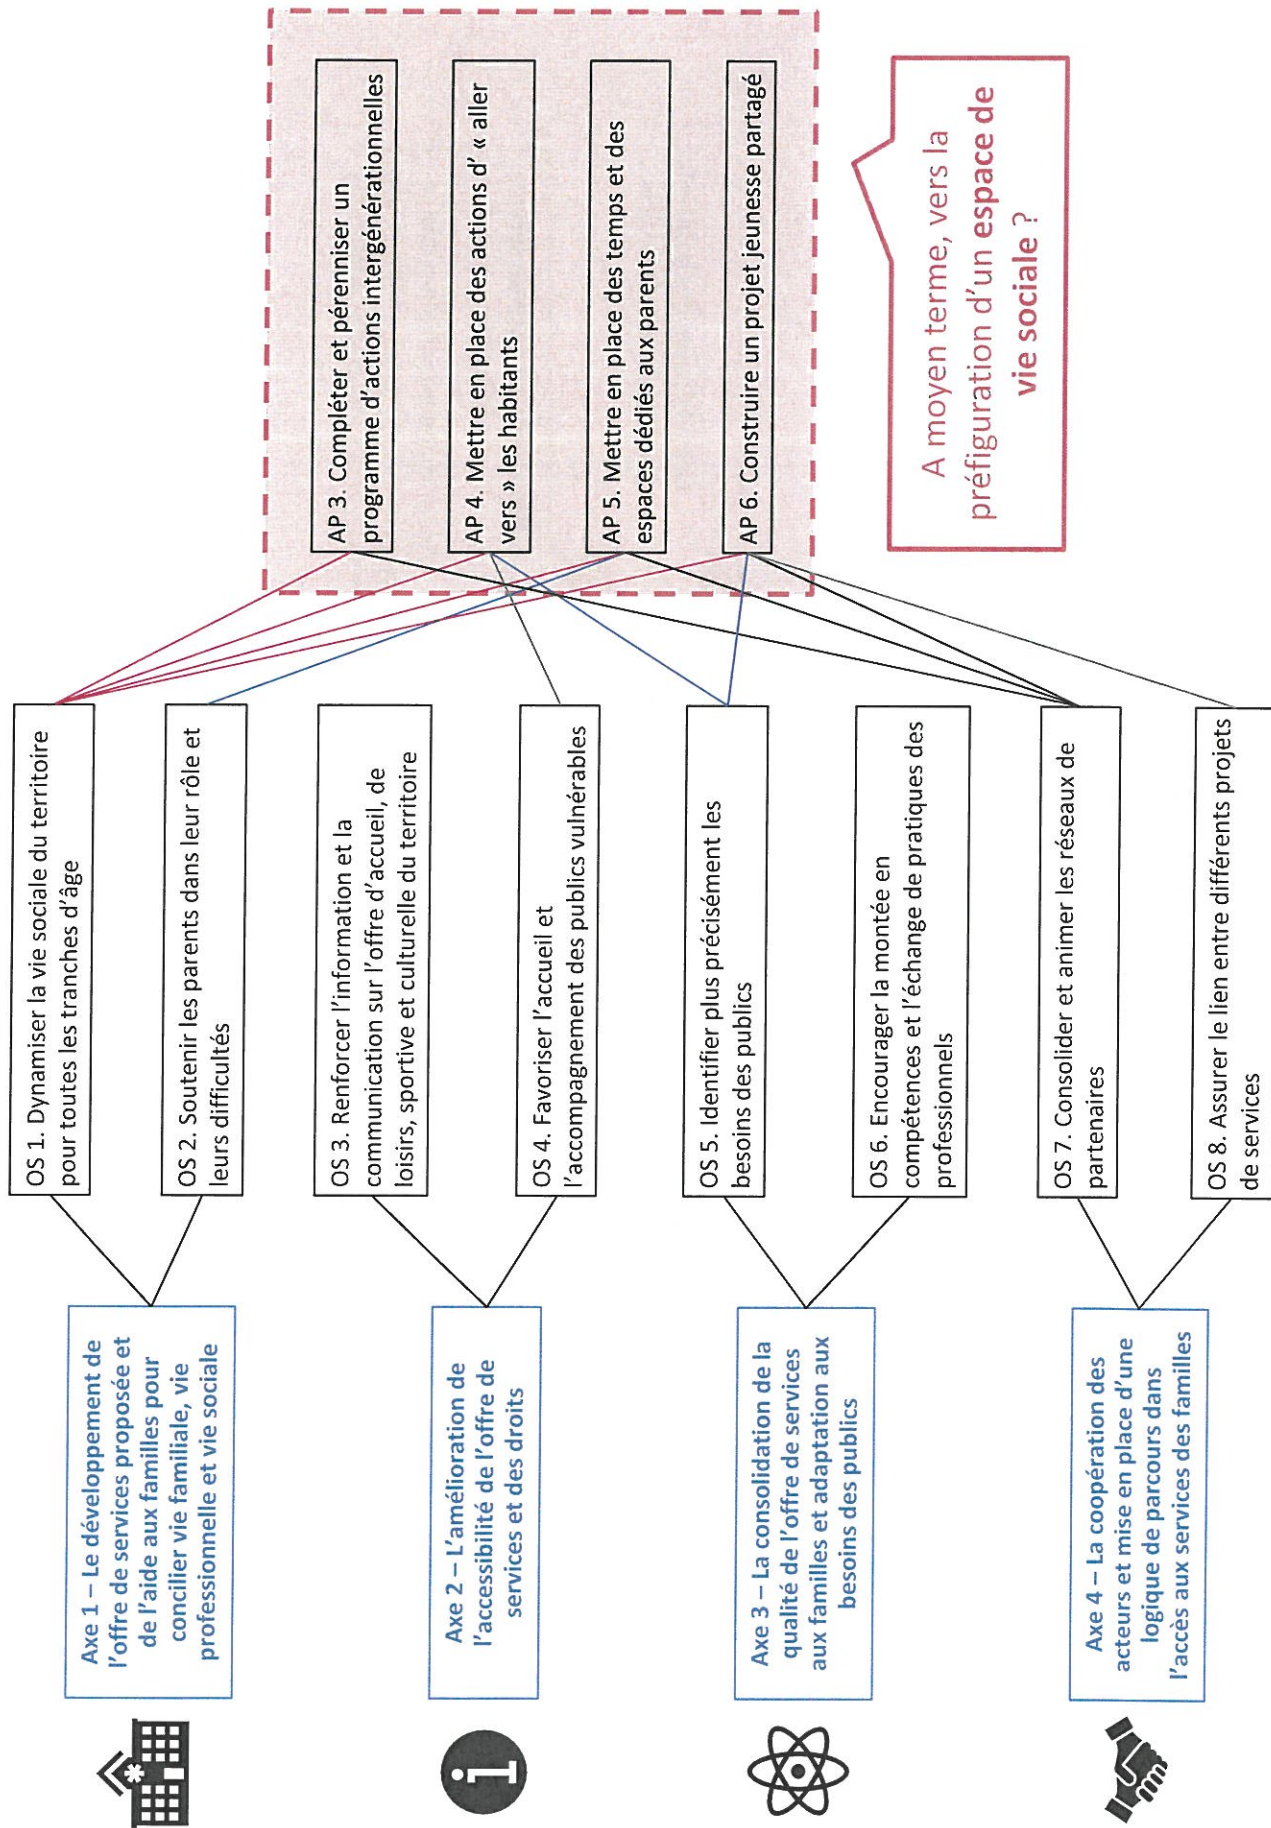 Axe 1 – Le développement de
l'offre de services proposée et
de l'aide aux familles pour
concilier vie familiale, vie
professionnelle et vie sociale
Axe 2 – L'amélioration de
l'accessibilité de l'offre de
services et des droits
Axe 3 – La consolidation de la
qualité de l'offre de services
aux familles et adaptation aux
besoins des publics
Axe 4 – La coopération des
acteurs et mise en place d'une
logique de parcours dans
l'accès aux services des familles
OS 1. Dynamiser la vie sociale du territoire
pour toutes les tranches d'âge
OS 2. Soutenir les parents dans leur rôle et
leurs difficultés
OS 3. Renforcer l'information et la
communication sur l'offre d'accueil, de
loisirs, sportive et culturelle du territoire
OS 4. Favoriser l'accueil et
l'accompagnement des publics vulnérables
OS 5. Identifier plus précisément les
besoins des publics
OS 6. Encourager la montée en
compétences et l'échange de pratiques des
professionnels
OS 7. Consolider et animer les réseaux de
partenaires
OS 8. Assurer le lien entre différents projets
de services
AP 3. Compléter et pérenniser un
programme d'actions intergénérationnelles
AP 4. Mettre en place des actions d' « aller
vers » les habitants
AP 5. Mettre en place des temps et des
espaces dédiés aux parents
AP 6. Construire un projet jeunesse partagé
A moyen terme, vers la
préfiguration d'un espace de
vie sociale ?